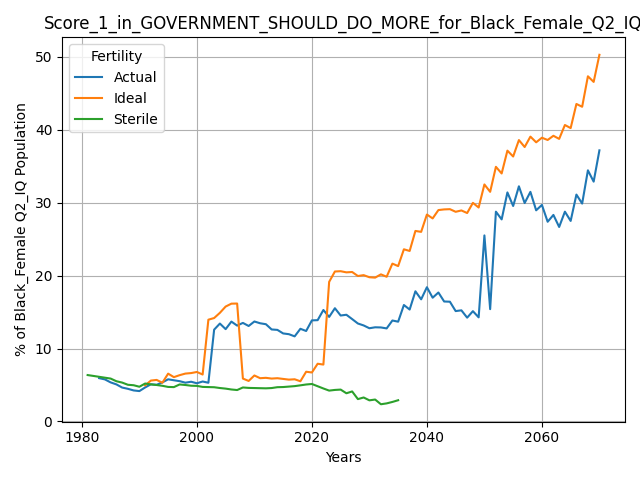 Score_1_in_GOVERNMENT_SHOULD_DO_MORE_for_Black_Female_Q2_IQ
Fertility
Actual
Ideal
Sterile
% of Black_Female Q2_IQ Population
50
40
30
20
10
0
1980 2000 2020 2040 2060
Years